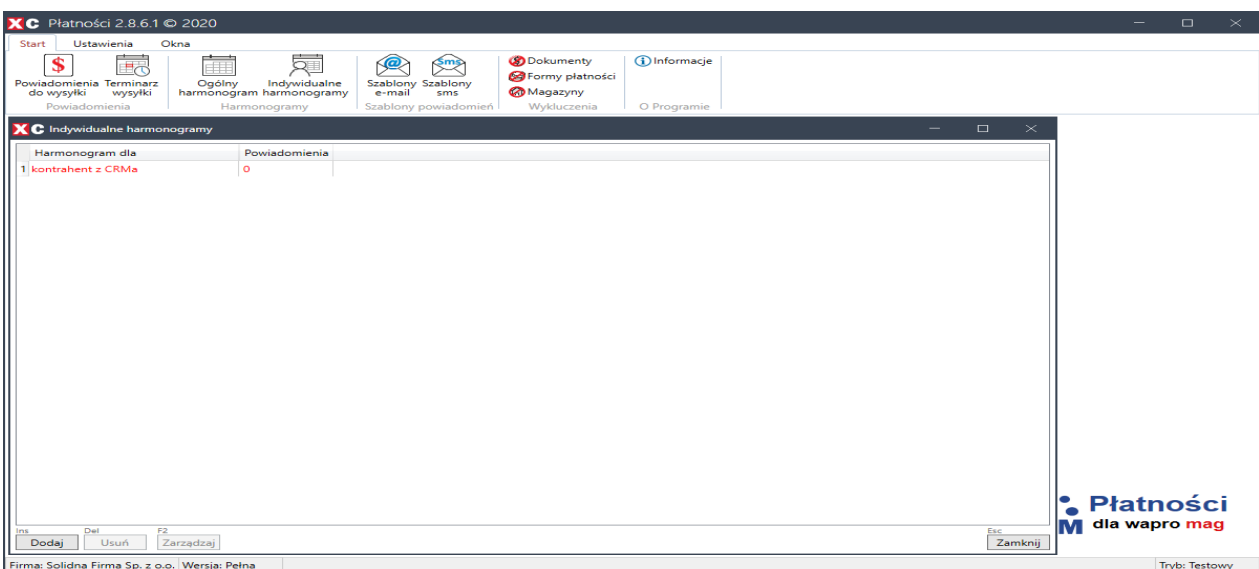 XC Płatności 2.8.6.1 © 2020
Start Ustawienia Okna
$ @ Sms
Powiadomienia do wysyłki Terminarz wysyłki Ogólny harmonogram Indywidualne harmonogramy Szablony e-mail Szablony sms Dokumenty Informacje
Formy płatności
Magazyny
Powiadomienia Harmonogramy Szablony powiadomień Wykluczenia O Programie
XC Indywidualne harmonogramy
Harmonogram dla Powiadomienia
1 kontrahent z CRMa 0
Płatności
M dla wapro mag
Ins Del F2 Esc
Dodaj Usuń Zarządzaj Zamknij
Firma: Solidna Firma Sp. z o.o. Wersja: Pełna Tryb: Testowy